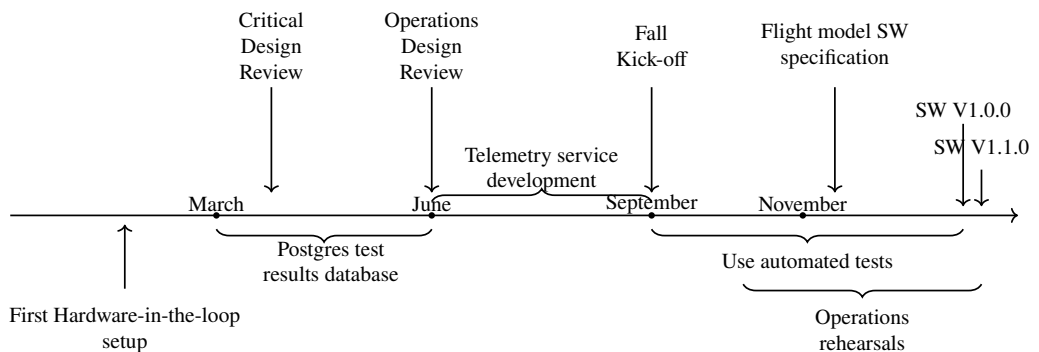 Critical
Design
Review
Operations
Design
Review
Fall
Kick-off
Flight model SW
specification
SW V1.0.0
SW V1.1.0
Telemetry service
development
March
June
September
November
Postgres test
results database
Use automated tests
First Hardware-in-the-loop
setup
Operations
rehearsals